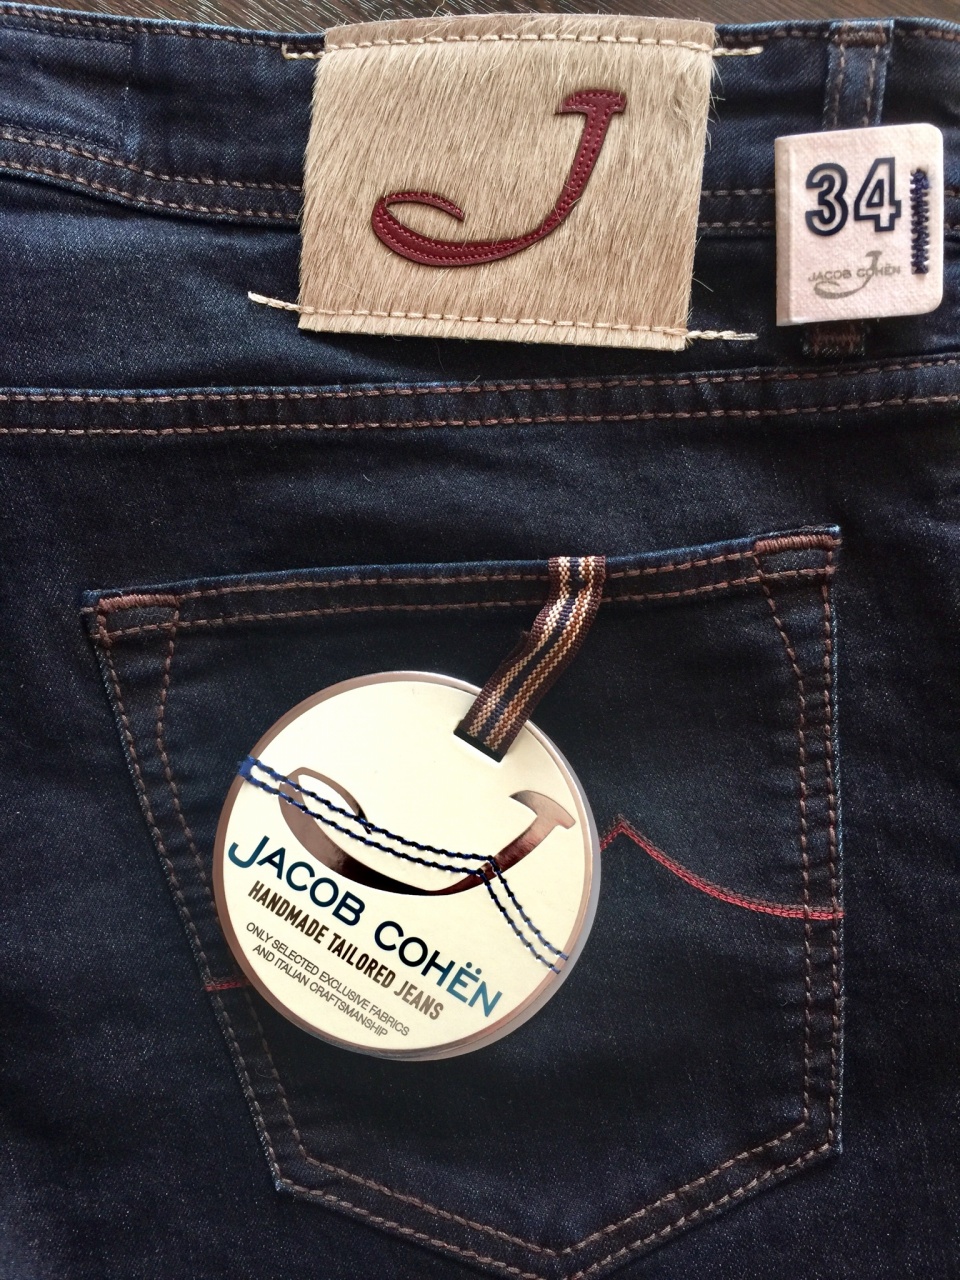 J
34
JACOB COHËN
JACOB COHËN
HANDMADE TAILORED JEANS
ONLY SELECTED EXCLUSIVE FABRICS
AND ITALIAN CRAFTSMANSHIP